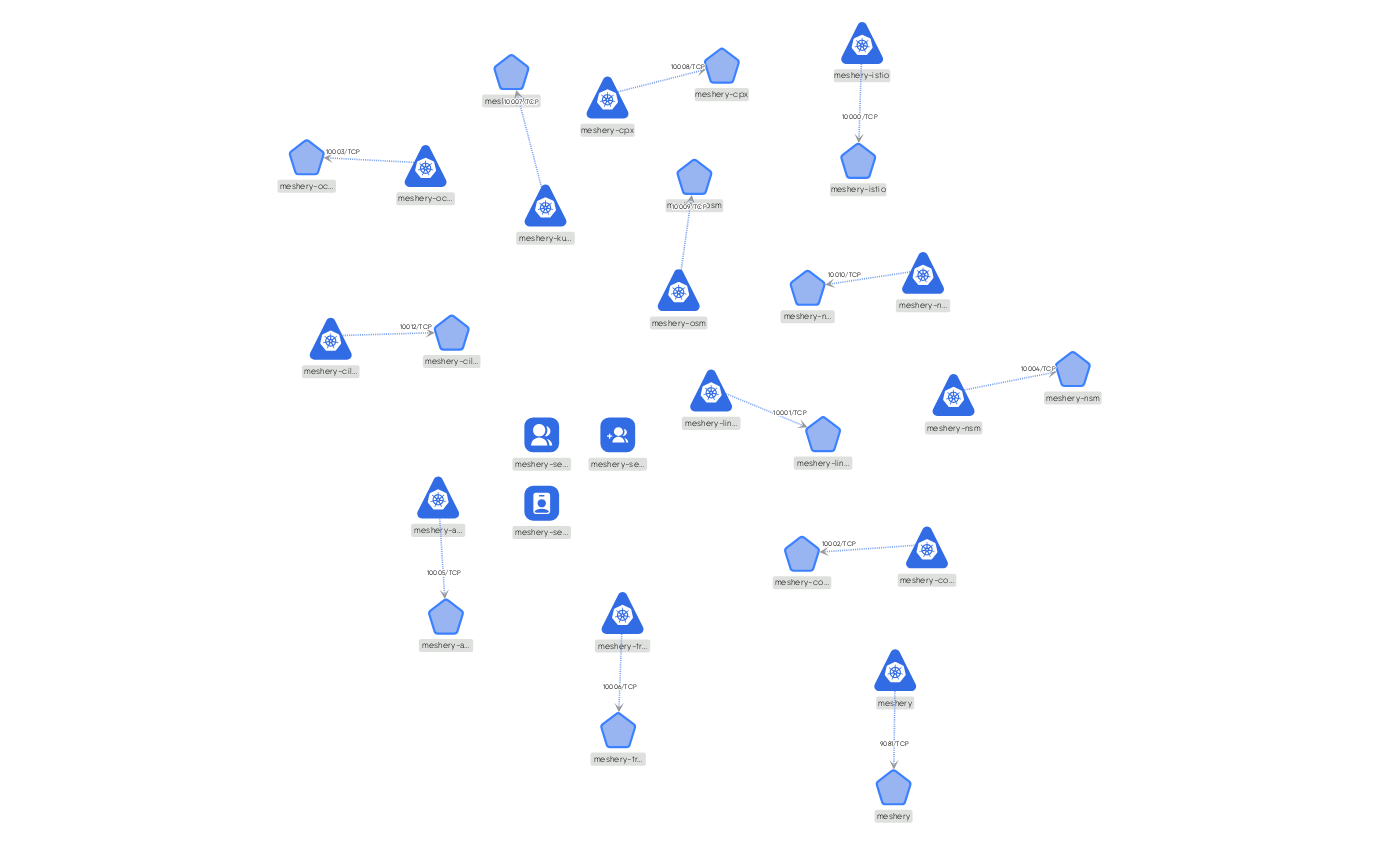 10008/TCP
meshery-istio
meshery-cpx
10007/TCP
10000/TCP
meshery-cpx
10003/TCP
meshery-oc...
meshery-istio
meshery-oc...
10009/TCP
meshery-ku...
10010/TCP
meshery-n...
meshery-n...
meshery-osm
10012/TCP
meshery-cil...
meshery-cil...
10004/TCP
meshery-nsm
10001/TCP
meshery-lin...
meshery-nsm
meshery-se...
meshery-se...
meshery-lin...
meshery-a...
meshery-se...
10002/TCP
10005/TCP
meshery-co...
meshery-co...
meshery-a...
meshery-tr...
10006/TCP
meshery
9081/TCP
meshery-tr...
meshery